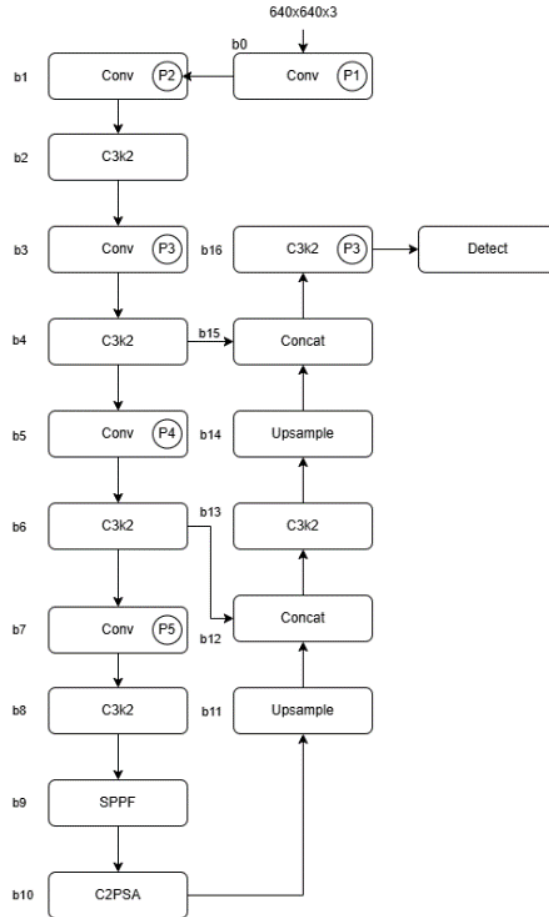 640x640x3
b0
b1 Conv P2 Conv P1
b2 C3k2
b3 Conv P3 b16 C3k2 P3 Detect
b4 C3k2 b15 Concat
b5 Conv P4 b14 Upsample
b6 C3k2 b13 C3k2
b7 Conv P5 b12 Concat
b8 C3k2 b11 Upsample
b9 SPPF
b10 C2PSA